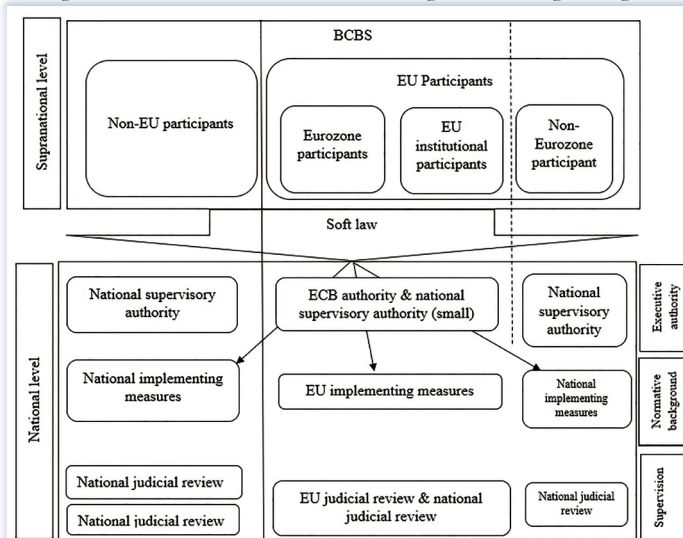 BCBS
Supranational level
Non-EU participants
EU Participants
Eurozone
participants
EU
institutional
participants
Non-
Eurozone
participant
Soft law
National level
National supervisory
authority
ECB authority & national
supervisory authority (small)
National
supervisory
authority
Executive
authority
National implementing
measures
EU implementing measures
National
implementing
measures
Normative
background
National judicial review
National judicial review
EU judicial review & national
judicial review
National judicial
review
Supervision